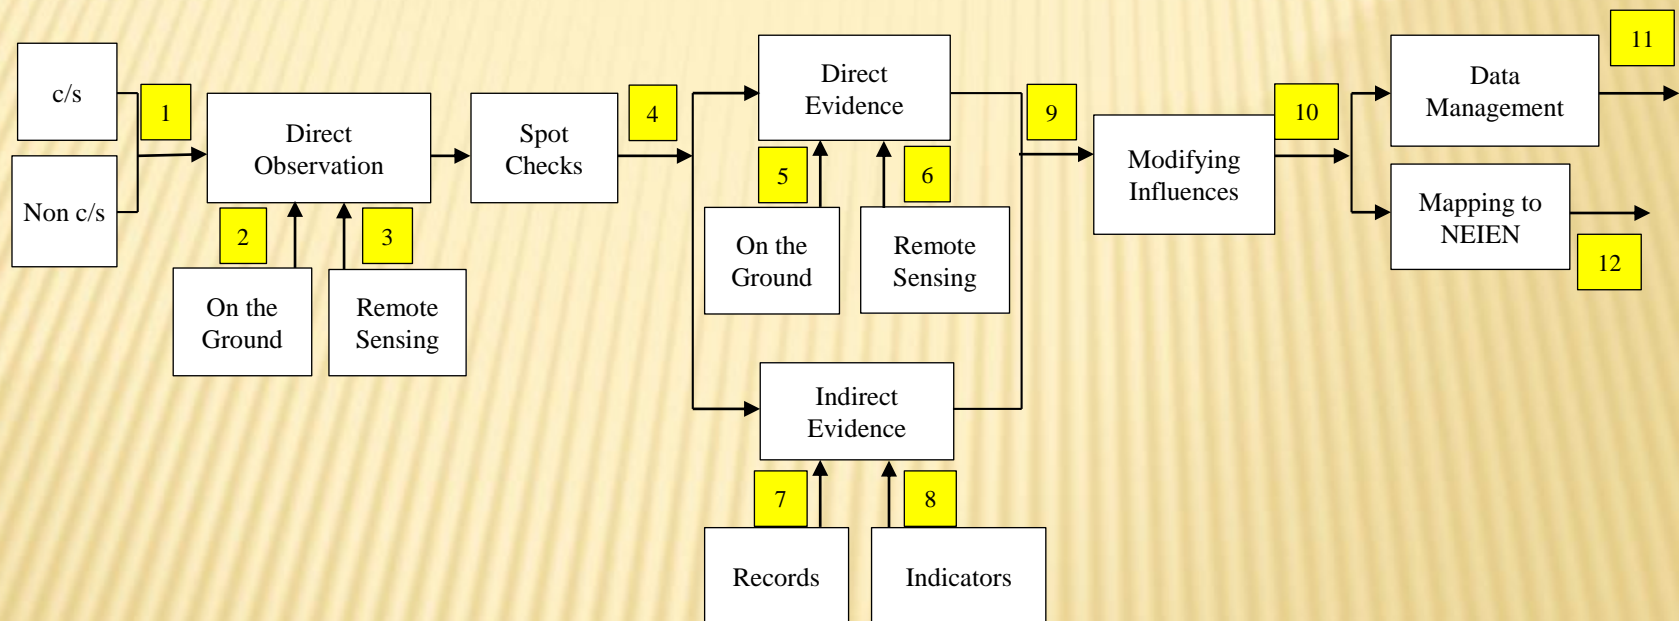 c/s
Non c/s
1
Direct
Observation
2
3
On the
Ground
Remote
Sensing
Spot
Checks
4
Direct
Evidence
5
6
On the
Ground
Remote
Sensing
Indirect
Evidence
7
8
Records
Indicators
9
Modifying
Influences
10
Data
Management
11
Mapping to
NEIEN
12